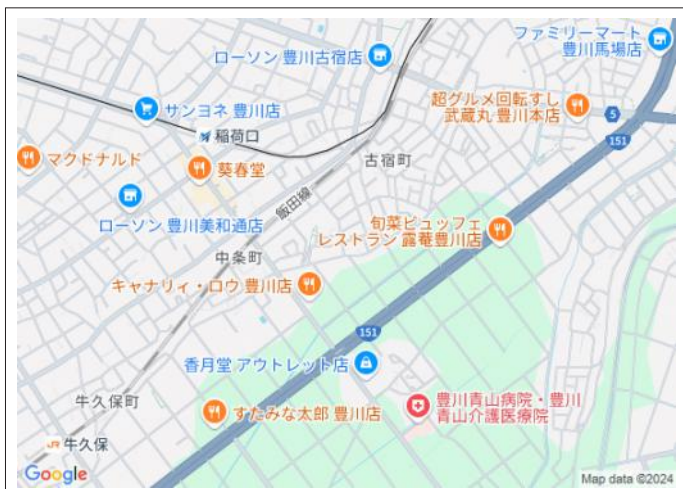 ファミリーマート
豊川馬場店
ローソン 豊川古宿店
超グルメ回転すし
武蔵丸 豊川本店
5
サンヨネ 豊川店
稲荷口
151
マクドナルド
葵春堂
古宿町
飯田線
ローソン 豊川美和通店
旬菜ビュッフェ
レストラン 露菴豊川店
中条町
キャナリィ・ロウ 豊川店
151
香月堂 アウトレット店
牛久保町
すたみな太郎 豊川店
豊川青山病院・豊川
青山介護医療院
JR 牛久保
Google
Map data ©2024